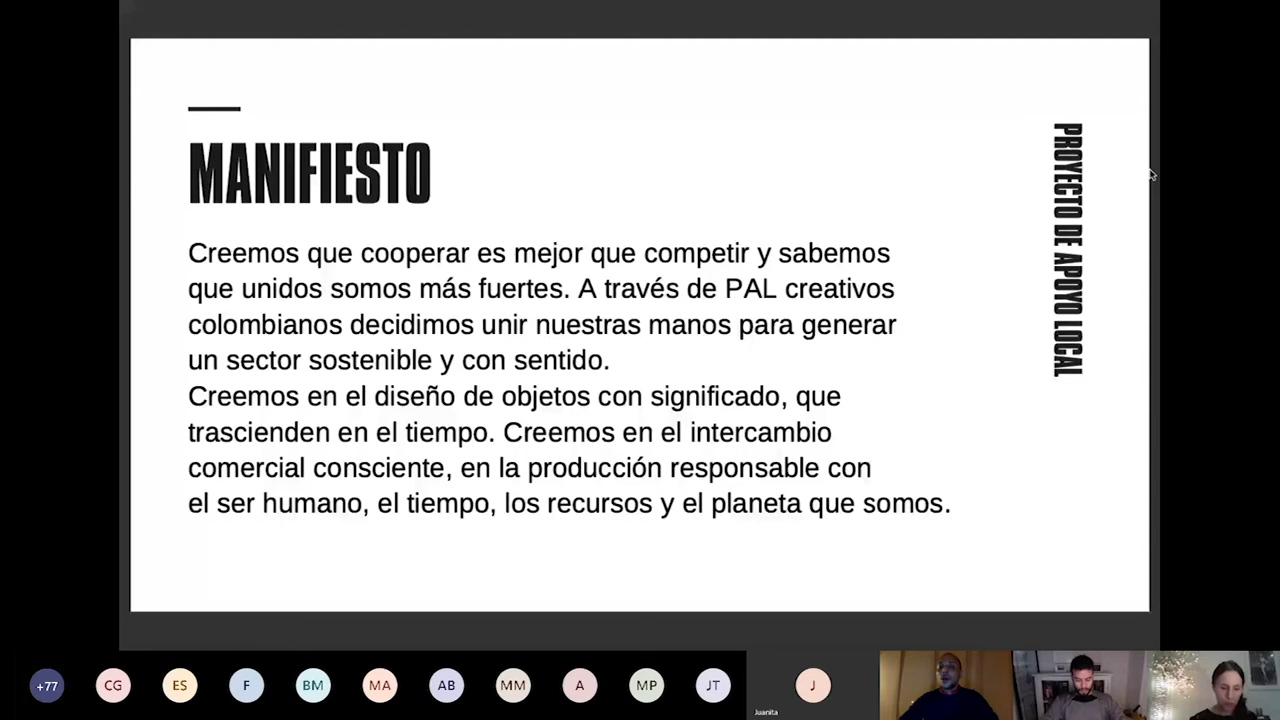 MANIFIESTO
Creemos que cooperar es mejor que competir y sabemos
que unidos somos más fuertes. A través de PAL creativos
colombianos decidimos unir nuestras manos para generar
un sector sostenible y con sentido.
Creemos en el diseño de objetos con significado, que
trascienden en el tiempo. Creemos en el intercambio
comercial consciente, en la producción responsable con
el ser humano, el tiempo, los recursos y el planeta que somos.
PROYECTO DE APOYO LOCAL
+77 CG ES F BM MA AB MM A MP JT J
Juanita